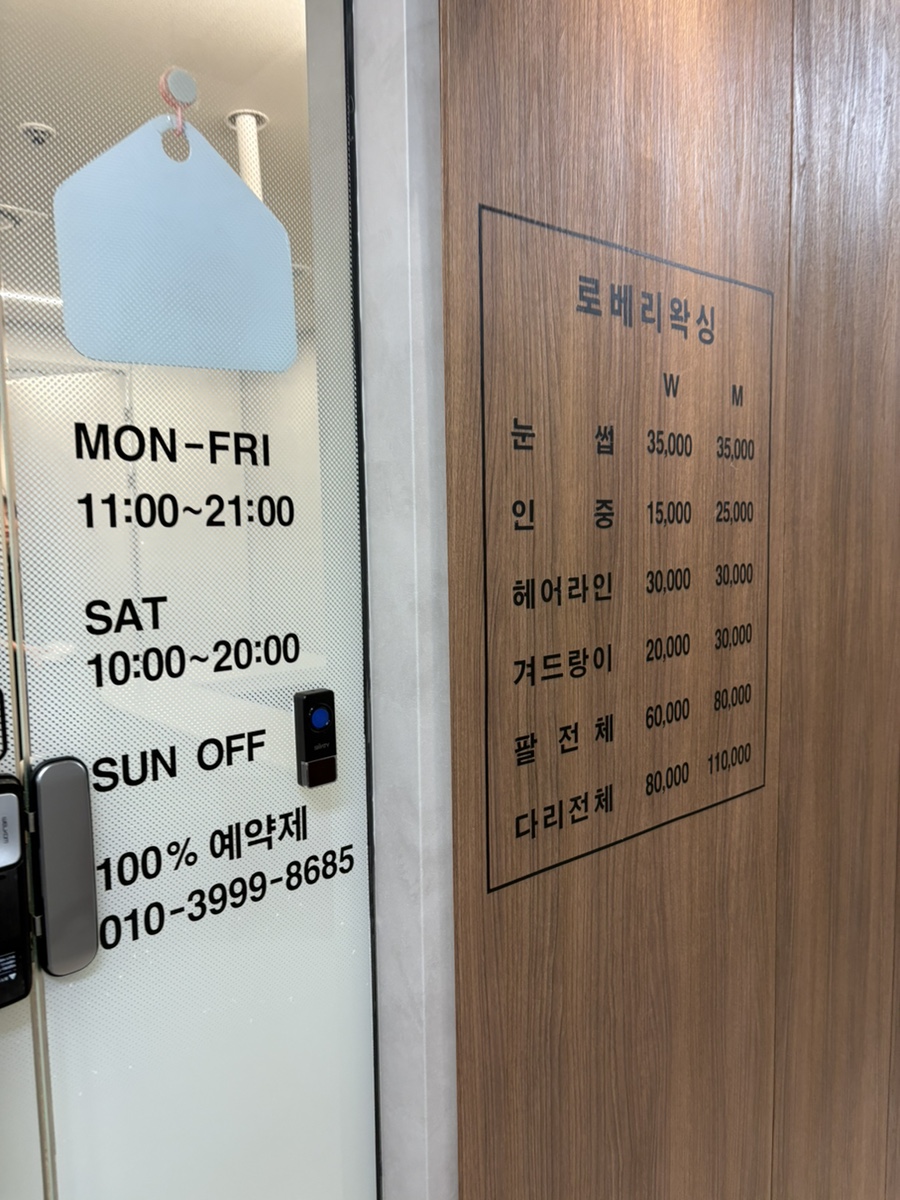 MON-FRI
11:00~21:00
SAT
10:00~20:00
SUN OFF
100% 예약제
010-3999-8685
로베리왁싱
W M
눈썹 35,000 35,000
인중 15,000 25,000
헤어라인 30,000 30,000
겨드랑이 20,000 30,000
팔전체 60,000 80,000
다리전체 80,000 110,000